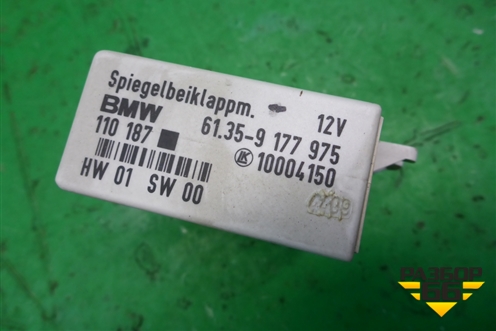 Spiegelbeiklappm.
BMW 12V
110 187 61.35-9 177 975
10004150
HW 01 SW 00
РАЗБОР